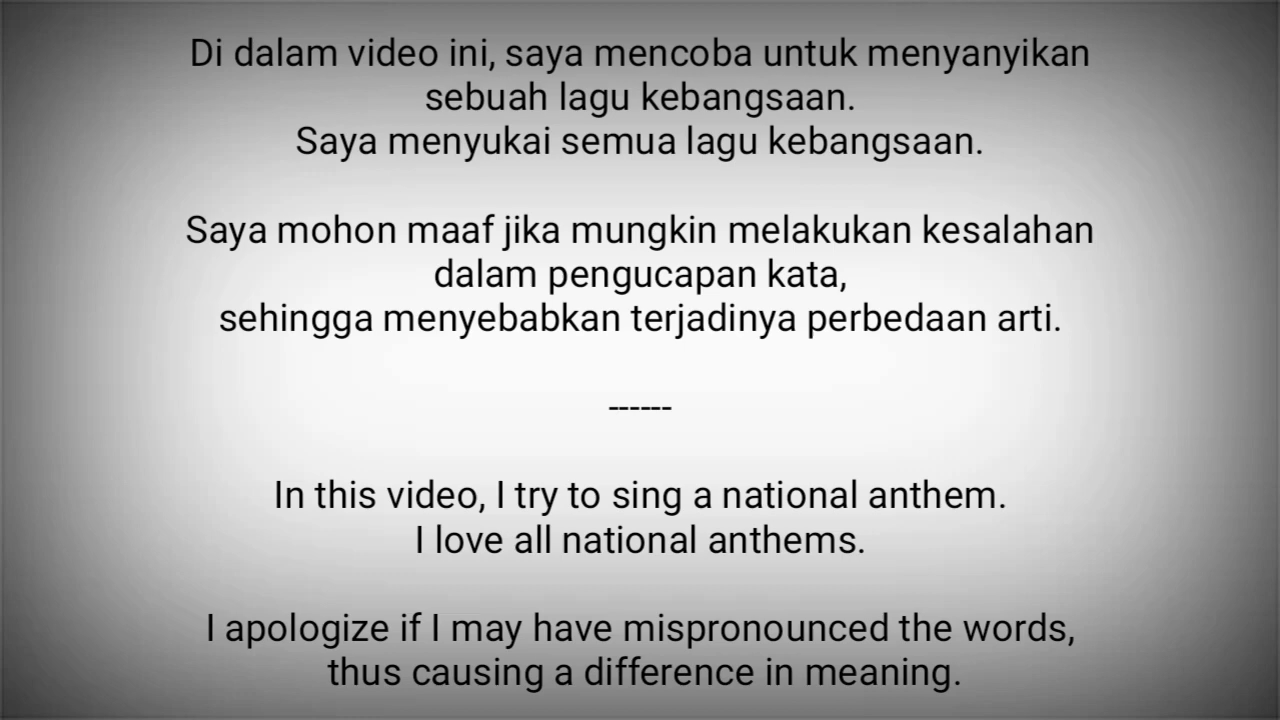 Di dalam video ini, saya mencoba untuk menyanyikan
sebuah lagu kebangsaan.
Saya menyukai semua lagu kebangsaan.
Saya mohon maaf jika mungkin melakukan kesalahan
dalam pengucapan kata,
sehingga menyebabkan terjadinya perbedaan arti.
------
In this video, I try to sing a national anthem.
I love all national anthems.
I apologize if I may have mispronounced the words,
thus causing a difference in meaning.